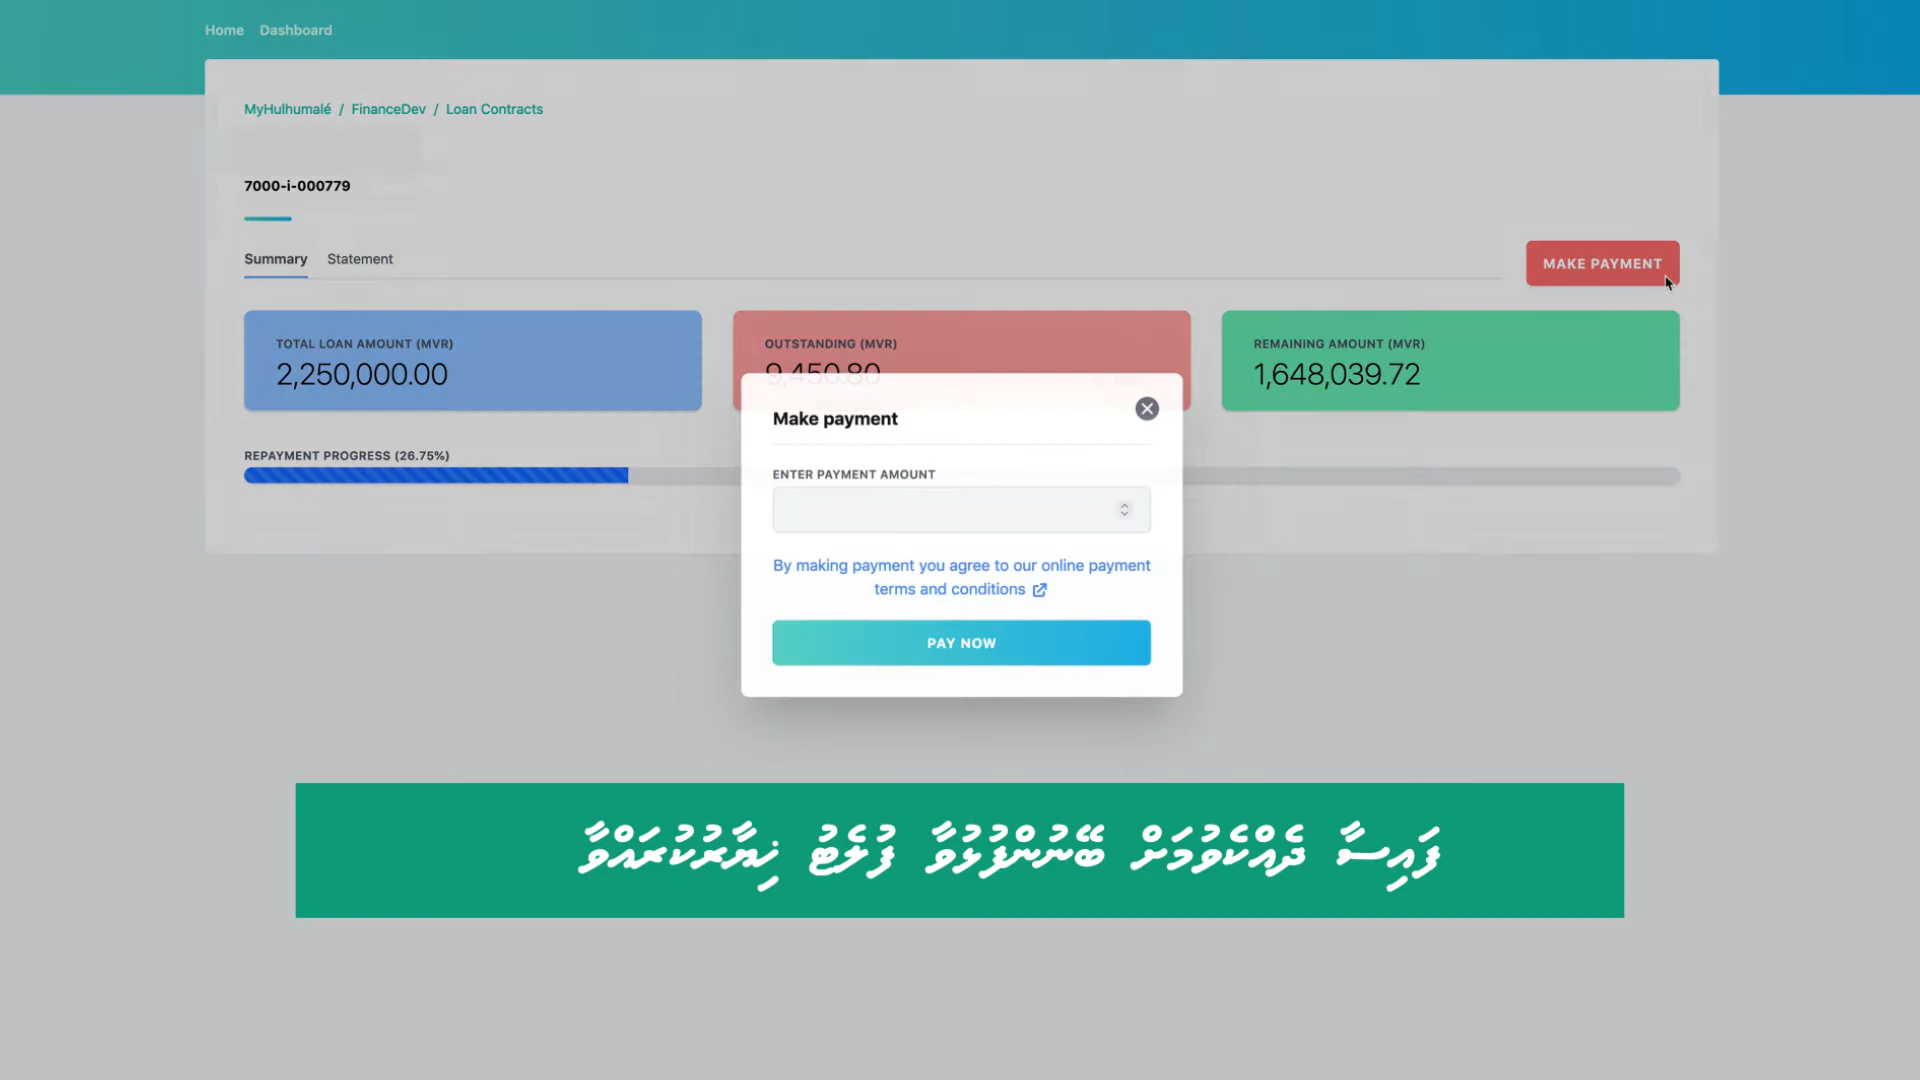 Home Dashboard
MyHulhumalé / FinanceDev / Loan Contracts
7000-i-000779
Summary Statement
MAKE PAYMENT
TOTAL LOAN AMOUNT (MVR)
2,250,000.00
OUTSTANDING (MVR)
9,450.80
REMAINING AMOUNT (MVR)
1,648,039.72
REPAYMENT PROGRESS (26.75%)
Make payment
ENTER PAYMENT AMOUNT
By making payment you agree to our online payment
terms and conditions
PAY NOW
ފައިސާ ދެއްކެވުމަށް ބޭނުންފުޅުވާ ފުލެޓު ޚިޔާރުކުރައްވާ